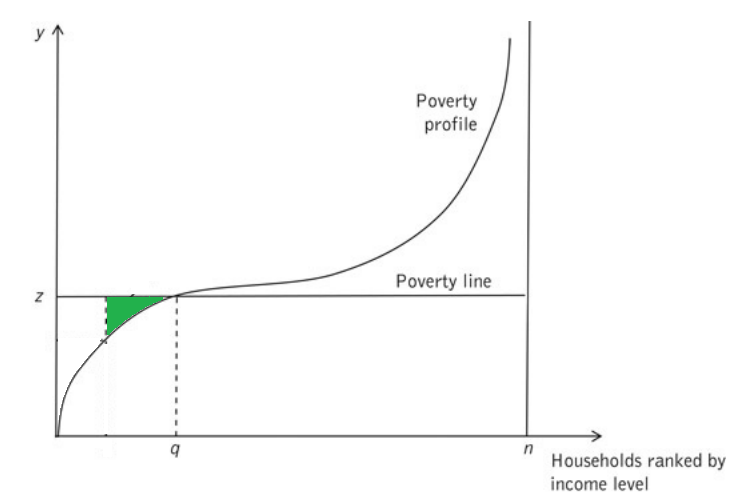 y
Poverty
profile
Poverty line
z
q
n
Households ranked by
income level